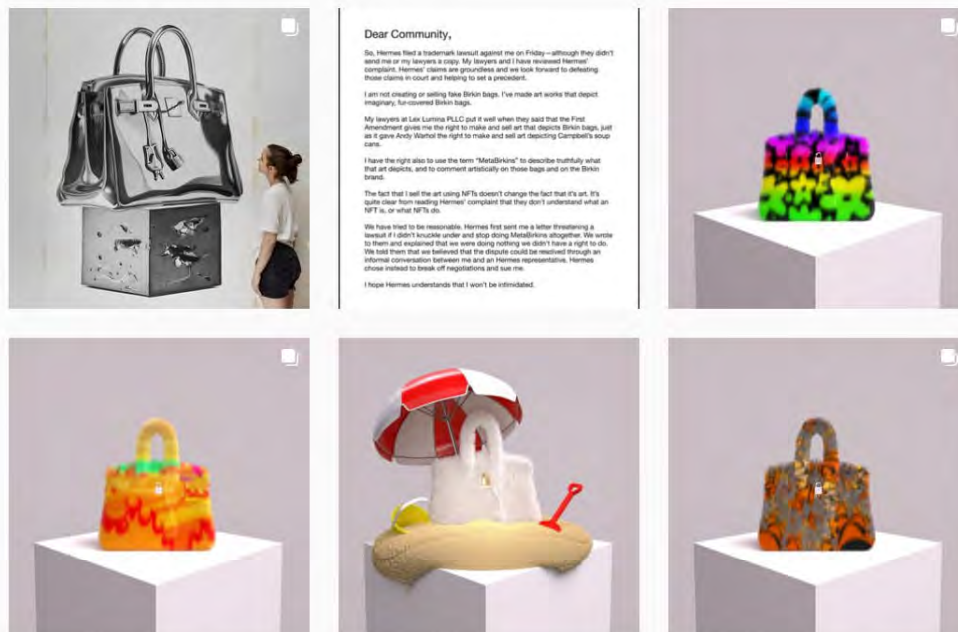 Dear Community,
So, Hermes filed a trademark lawsuit against me on Friday—although they didn't
send me or my lawyers a copy. My lawyers and I have reviewed Hermes'
complaint. Hermes' claims are groundless and we look forward to defeating
those claims in court and helping to set a precedent.
I am not creating or selling fake Birkin bags. I've made art works that depict
imaginary, fur-covered Birkin bags.
My lawyers at Lex Lumina PLLC put it well when they said that the First
Amendment gives me the right to make and sell art that depicts Birkin bags, just
as it gave Andy Warhol the right to make and sell art depicting Campbell's soup
cans.
I have the right also to use the term "MetaBirkins" to describe truthfully what
that art depicts, and to comment artistically on those bags and on the Birkin
brand.
The fact that I sell the art using NFTs doesn't change the fact that it's art. It's
quite clear from reading Hermes' complaint that they don't understand what an
NFT is, or what NFTs do.
We have tried to be reasonable. Hermes first sent me a letter threatening a
lawsuit if I didn't knuckle under and stop doing MetaBirkins altogether. We wrote
to them and explained that we were doing nothing we didn't have a right to do.
We told them that we believed that the dispute could be resolved through an
informal conversation between me and an Hermes representative. Hermes
chose instead to break off negotiations and sue me.
I hope Hermes understands that I won't be intimidated.